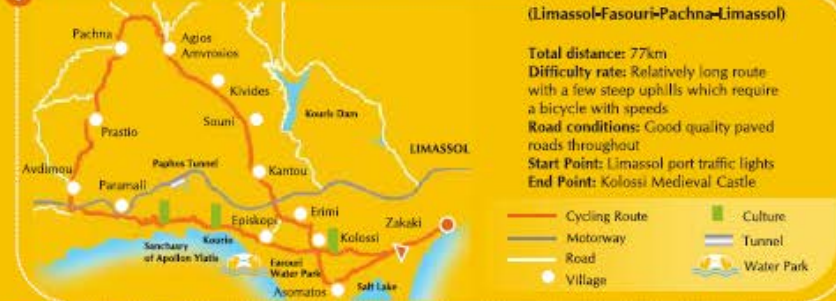 (Limassol-Fasouri-Pachna-Limassol)
Total distance: 77km
Difficulty rate: Relatively long route
with a few steep uphills which require
a bicycle with speeds
Road conditions: Good quality paved
roads throughout
Start Point: Limassol port traffic lights
End Point: Kolossi Medieval Castle
Cycling Route
Motorway
Road
Village
Culture
Tunnel
Water Park
Pachna
Agios
Amvrosios
Kivides
Souni
Kouris Dam
Prastio
LIMASSOL
Paphos Tunnel
Avdimou
Kantou
Paramali
Episkopi
Erimi
Zakaki
Sanctuary
of Apollon Ylatis
Kourio
Kolossi
Fasouri
Water Park
Asomatos
Salt Lake